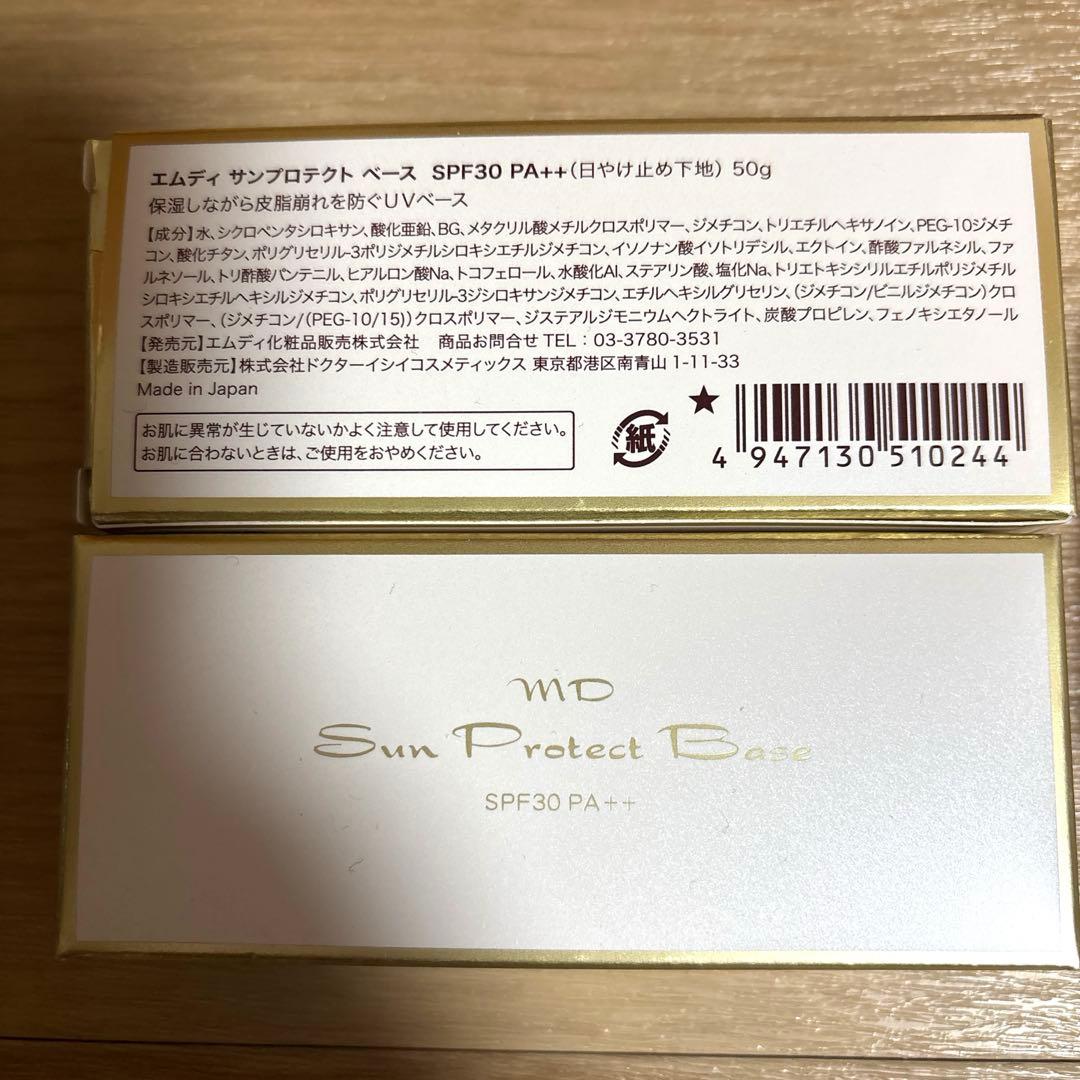 エムディ サンプロテクト ベース SPF30 PA++(日やけ止め下地) 50g
保湿しながら皮脂崩れを防ぐUVベース
【成分】水、シクロペンタシロキサン、酸化亜鉛、BG、メタクリル酸メチルクロスポリマー、ジメチコン、トリエチルヘキサノイン、PEG-10ジメチ
コン、酸化チタン、ポリグリセリル-3ポリジメチルシロキシエチルジメチコン、イソノナン酸イソトリデシル、エクトイン、酢酸ファルネシル、ファ
ルネソール、トリ酢酸パンテニル、ヒアルロン酸Na、トコフェロール、水酸化Al、ステアリン酸、塩化Na、トリエトキシシリルエチルポリジメチル
シロキシエチルヘキシルジメチコン、ポリグリセリル-3ジシロキサンジメチコン、エチルヘキシルグリセリン、(ジメチコン/ビニルジメチコン)クロ
スポリマー、(ジメチコン/(PEG-10/15))クロスポリマー、ジステアルジモニウムヘクトライト、炭酸プロピレン、フェノキシエタノール
【発売元】エムディ化粧品販売株式会社 商品お問合せ TEL:03-3780-3531
【製造販売元】株式会社ドクターイシイコスメティックス 東京都港区南青山 1-11-33
Made in Japan
お肌に異常が生じていないかよく注意して使用してください。
お肌に合わないときは、ご使用をおやめください。
紙
★
4 947130 510244
MD
Sun Protect Base
SPF30 PA++